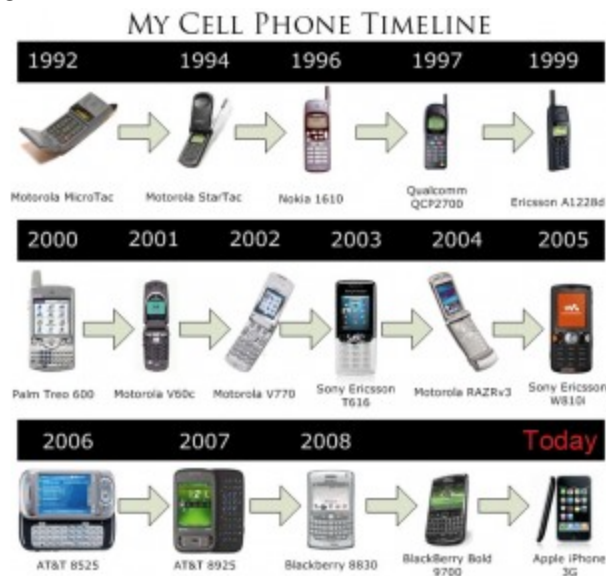 MY CELL PHONE TIMELINE
1992 1994 1996 1997 1999
Motorola MicroTac Motorola StarTac Nokia 1610 Qualcomm QCP2700 Ericsson A1228d
2000 2001 2002 2003 2004 2005
Palm Treo 600 Motorola V60c Motorola V770 Sony Ericsson T616 Motorola RAZRv3 Sony Ericsson W810i
2006 2007 2008 Today
AT&T 8525 AT&T 8925 Blackberry 8830 BlackBerry Bold 9700 Apple iPhone 3G